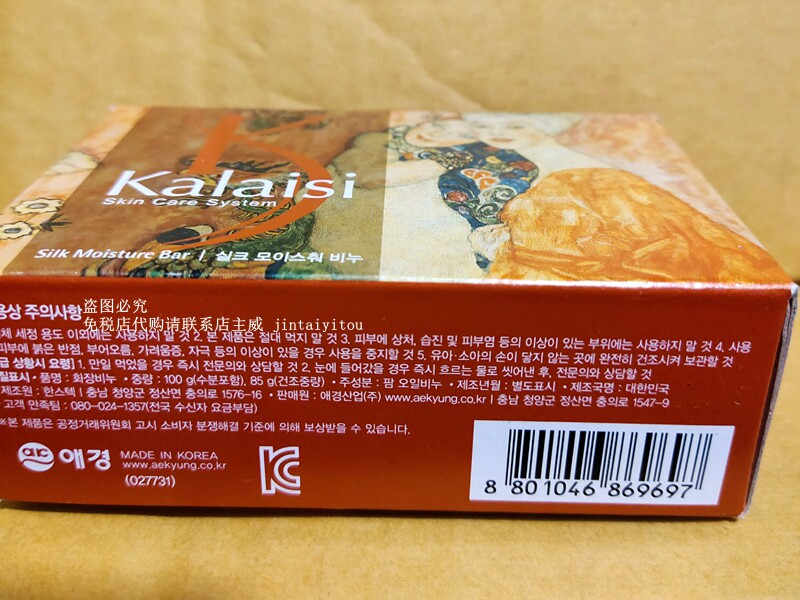 Kalaisi
Skin Care System
Silk Moisture Bar | 실크 모이스춰 비누
盗图必究
免税店代购请联系店主威 jintaiyitou
용상 주의사항
체 세정 용도 이외에는 사용하지 말 것 2. 본 제품은 절대 먹지 말 것 3. 피부에 상처, 습진 및 피부염 등의 이상이 있는 부위에는 사용하지 말 것 4. 사용
피부에 붉은 반점, 부어오름, 가려움증, 자극 등의 이상이 있을 경우 사용을 중지할 것 5. 유아·소아의 손이 닿지 않는 곳에 완전히 건조시켜 보관할 것
급 상황시 요령] 1. 만일 먹었을 경우 즉시 전문의와 상담할 것 2. 눈에 들어갔을 경우 즉시 흐르는 물로 씻어낸 후, 전문의와 상담할 것
질표시 • 품명 : 화장비누 • 중량 : 100 g(수분포함), 85 g(건조중량) • 주성분 : 팜 오일비누 • 제조년월 : 별도표시 • 제조국명 : 대한민국
제조원 : 한스텍 | 충남 청양군 정산면 충의로 1576-16 • 판매원 : 애경산업(주) www.aekyung.co.kr | 충남 청양군 정산면 충의로 1547-9
고객 만족팀 : 080-024-1357(전국 수신자 요금부담)
※본 제품은 공정거래위원회 고시 소비자 분쟁해결 기준에 의해 보상받을 수 있습니다.
애경
MADE IN KOREA
www.aekyung.co.kr
(027731)
8 801046 869697